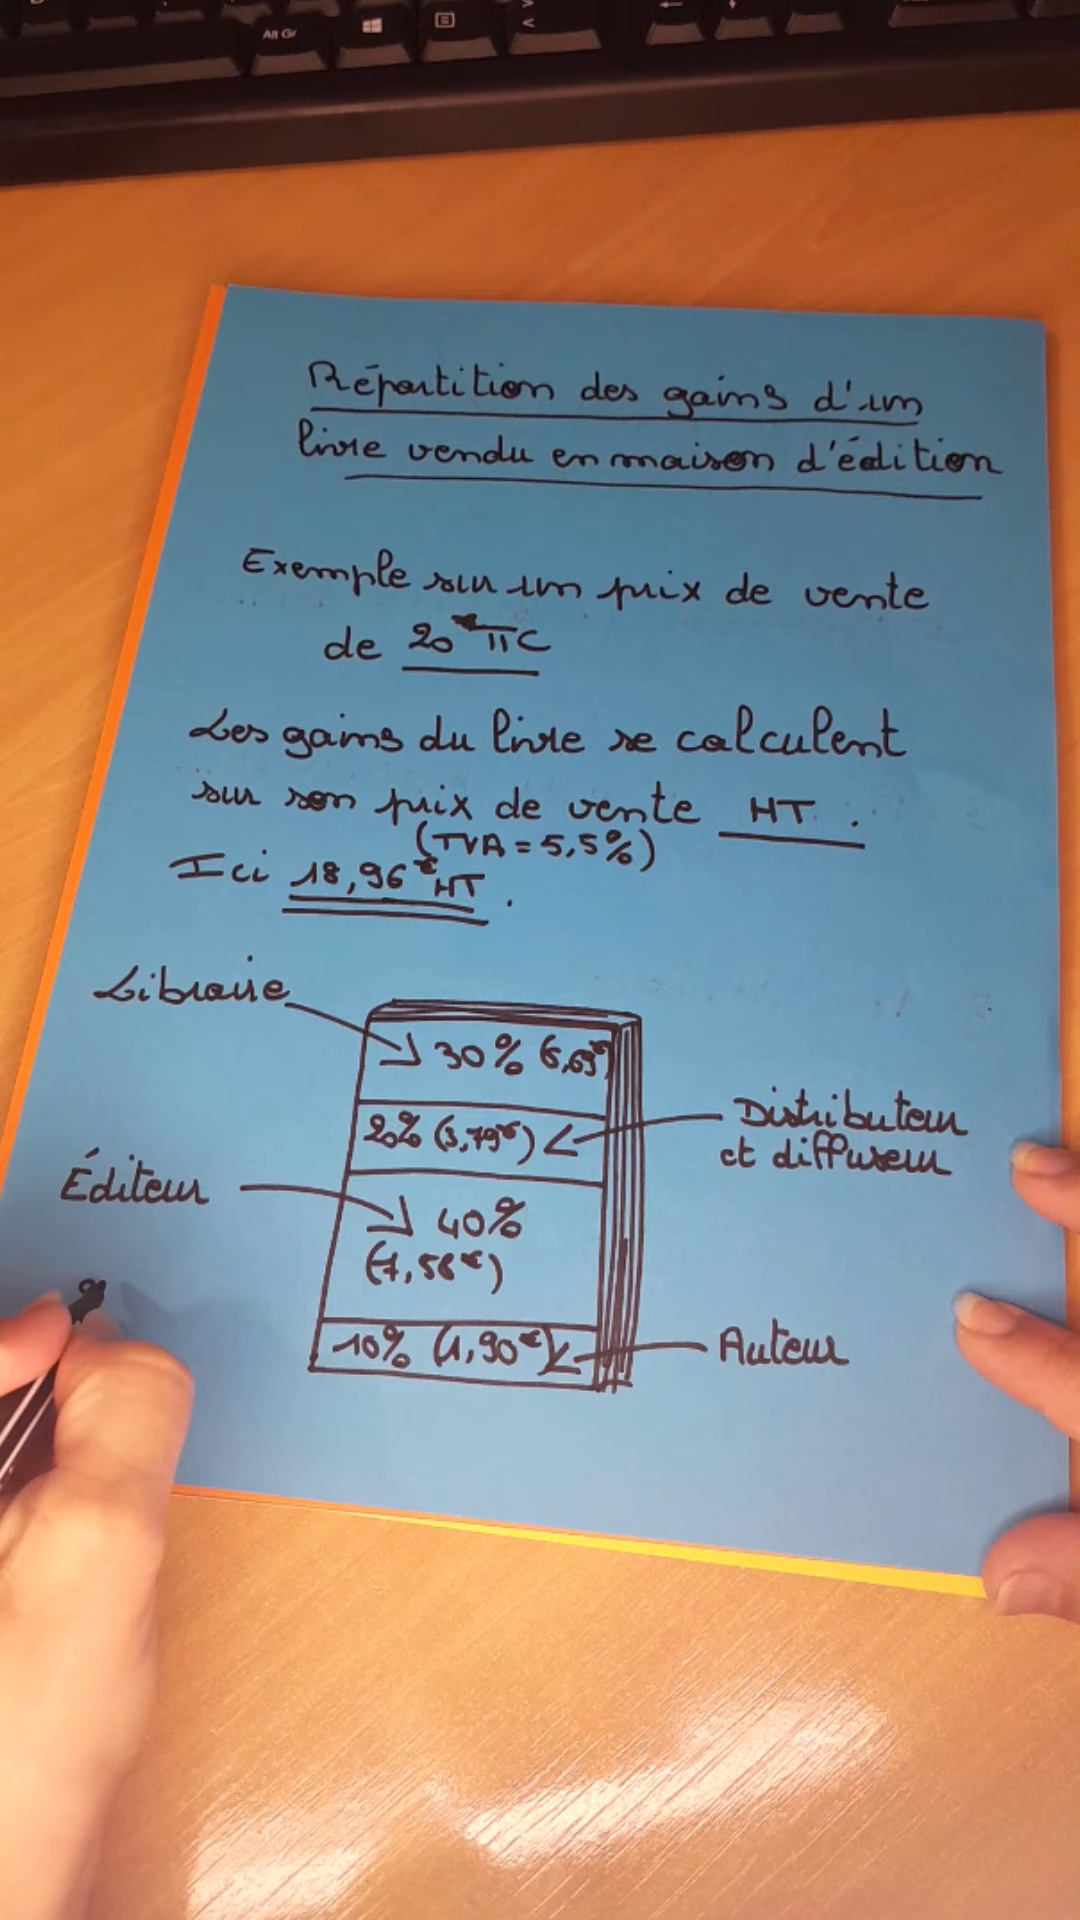 Alt Gr
Répartition des gains d'un
livre vendu en maison d'édition
Exemple sur un prix de vente
de 20€ TTC
Les gains du livre se calculent
sur son prix de vente HT.
(TVA = 5,5%)
Ici 18,96€ HT.
Librairie
30% (5,69€)
20% (3,79€)
Distributeur
et diffuseur
Éditeur
40%
(7,58€)
10% (1,90€)
Auteur